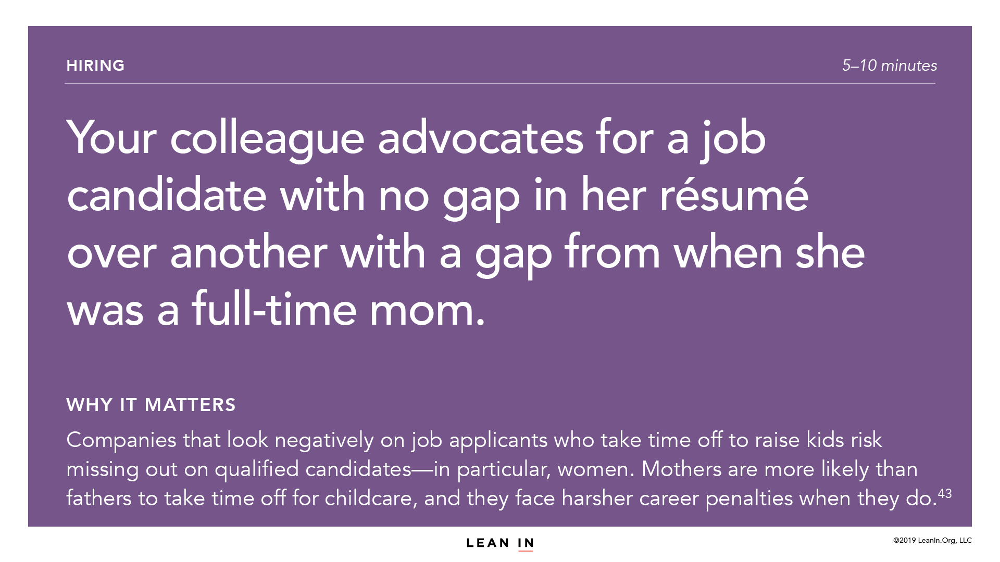 HIRING
5–10 minutes
Your colleague advocates for a job
candidate with no gap in her résumé
over another with a gap from when she
was a full-time mom.
WHY IT MATTERS
Companies that look negatively on job applicants who take time off to raise kids risk
missing out on qualified candidates—in particular, women. Mothers are more likely than
fathers to take time off for childcare, and they face harsher career penalties when they do.⁴³
LEAN IN
©2019 LeanIn.Org, LLC